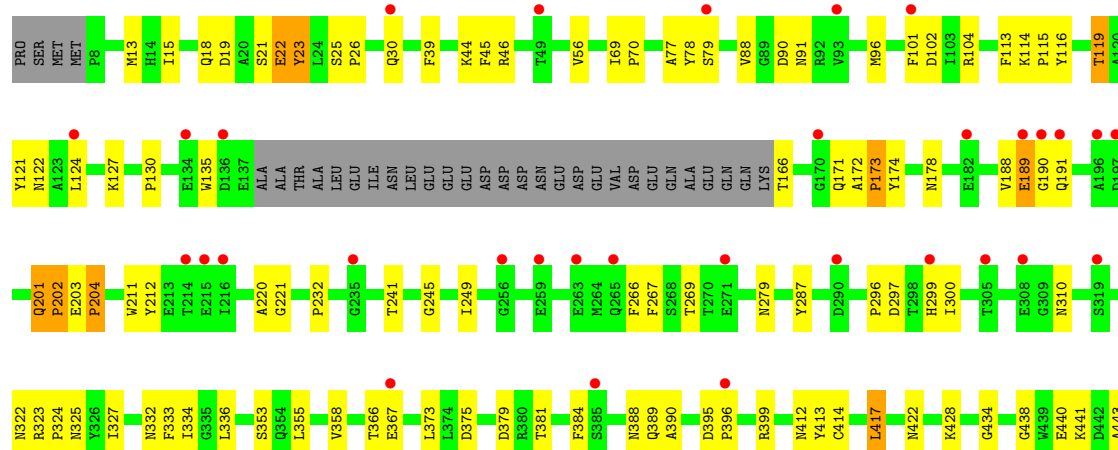 PRO SER MET MET P8 M13 H14 I15 Q18 D19 A20 S21 E22 Y23 L24 S25 P26 Q30 F39 K44 F45 R46 T49 V56 I69 P70 A77 Y78 S79 V88 G89 D90 N91 R92 V93 M96 F101 D102 I103 R104 F113 K114 P115 Y116 T119 A120
Y121 N122 A123 L124 K127 P130 E134 W135 D136 E137 ALA ALA THR ALA LEU GLU ILE ASN LEU GLU GLU GLU ASP ASP ASP ASN GLU ASP GLU VAL ASP GLU GLN ALA GLU GLN GLN LYS T166 G170 Q171 A172 P173 Y174 N178 E182 V188 E189 G190 Q191 A196 D197
Q201 P202 E203 P204 W211 Y212 E213 T214 E215 I216 A220 G221 P232 G235 T241 G245 I249 G256 E259 E263 M264 Q265 F266 F267 S268 T269 T270 E271 N279 Y287 D290 P296 D297 T298 H299 I300 T305 E308 G309 N310 S319
N322 R323 P324 N325 Y326 I327 N332 F333 I334 G335 L336 S353 Q354 L355 V358 T366 E367 L373 L374 D375 D379 R380 T381 F384 S385 N388 Q389 A390 D395 P396 R399 N412 Y413 C414 L417 N422 K428 G434 G438 W439 E440 K441 D442 A443